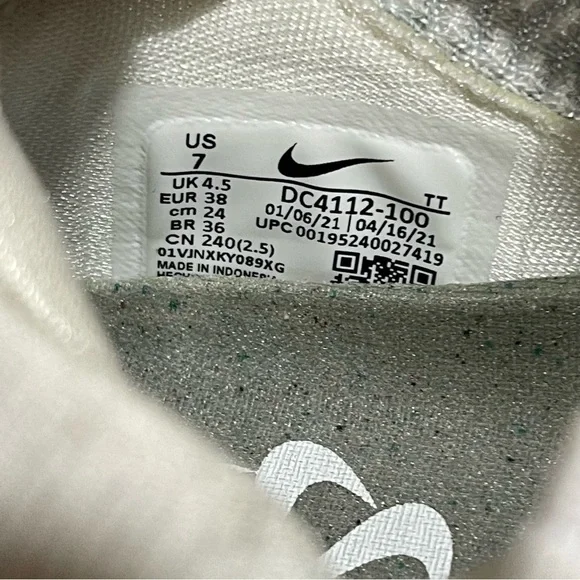 US
7
UK 4.5
EUR 38
cm 24
BR 36
CN 240(2.5)
01VJNXKY089XG
MADE IN INDONESIA
TT
DC4112-100
01/06/21 | 04/16/21
UPC 00195240027419